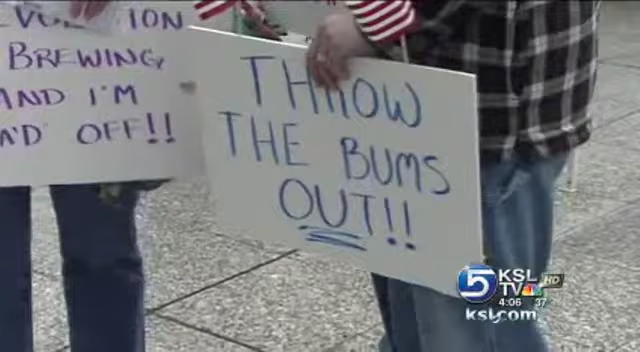 BREWING
AND I'M
OFF!!
THROW
THE BUMS
OUT!!
5 KSL
TV HD
4:06 37
ksl.com